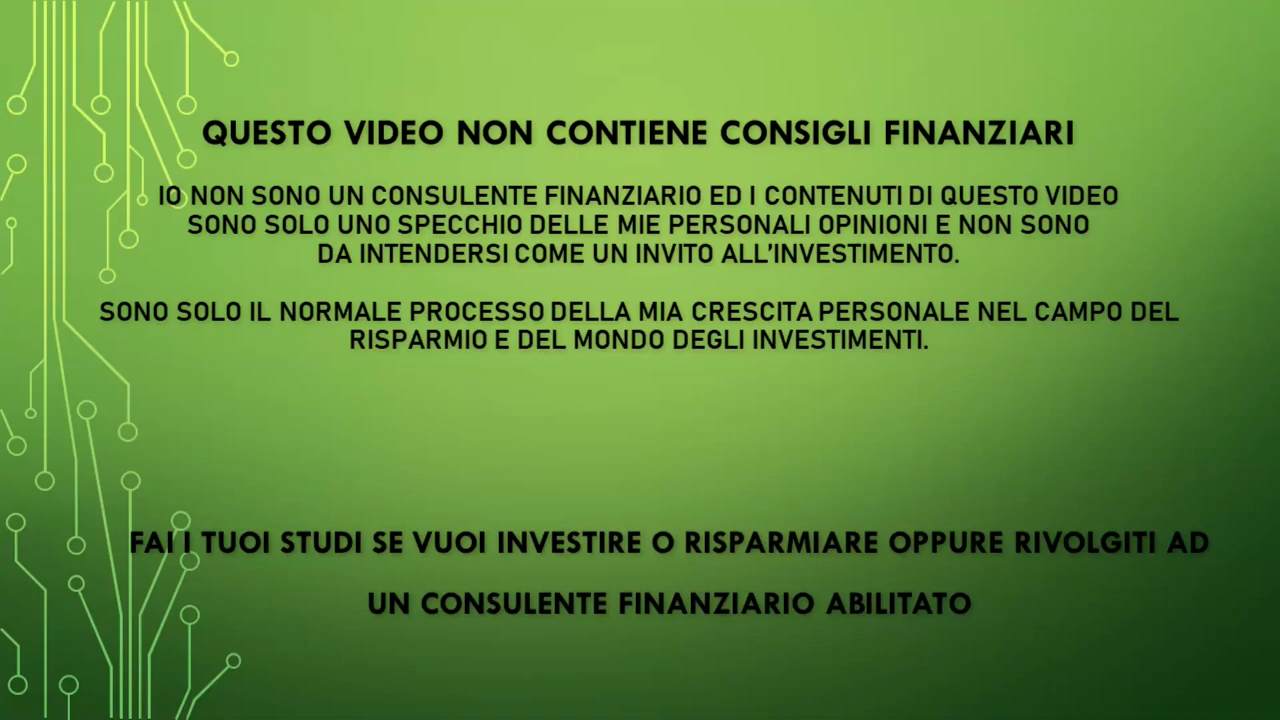 QUESTO VIDEO NON CONTIENE CONSIGLI FINANZIARI
IO NON SONO UN CONSULENTE FINANZIARIO ED I CONTENUTI DI QUESTO VIDEO
SONO SOLO UNO SPECCHIO DELLE MIE PERSONALI OPINIONI E NON SONO
DA INTENDERSI COME UN INVITO ALL'INVESTIMENTO.
SONO SOLO IL NORMALE PROCESSO DELLA MIA CRESCITA PERSONALE NEL CAMPO DEL
RISPARMIO E DEL MONDO DEGLI INVESTIMENTI.
FAI I TUOI STUDI SE VUOI INVESTIRE O RISPARMIARE OPPURE RIVOLGITI AD
UN CONSULENTE FINANZIARIO ABILITATO